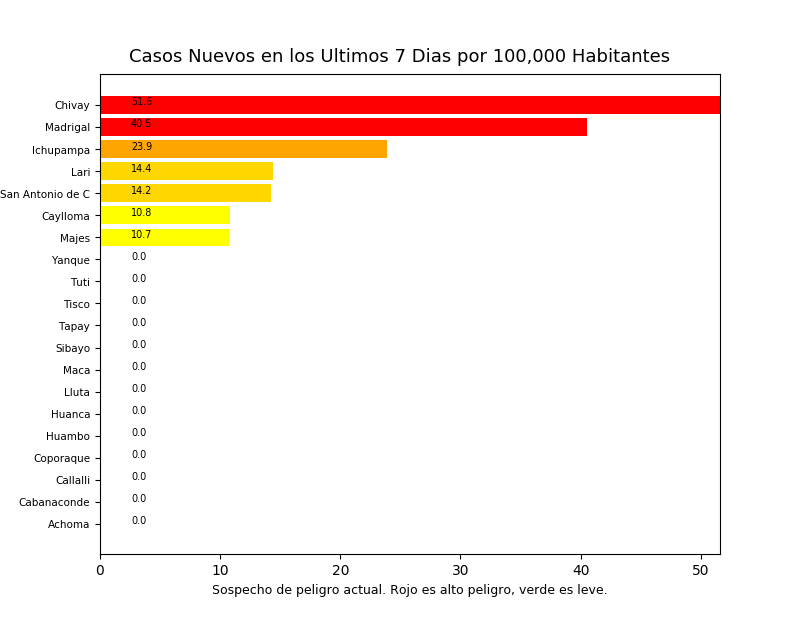 Casos Nuevos en los Ultimos 7 Dias por 100,000 Habitantes
Chivay 51.6
Madrigal 40.5
Ichupampa 23.9
Lari 14.4
San Antonio de C 14.2
Caylloma 10.8
Majes 10.7
Yanque 0.0
Tuti 0.0
Tisco 0.0
Tapay 0.0
Sibayo 0.0
Maca 0.0
Lluta 0.0
Huanca 0.0
Huambo 0.0
Coporaque 0.0
Callalli 0.0
Cabanaconde 0.0
Achoma 0.0
0 10 20 30 40 50
Sospecho de peligro actual. Rojo es alto peligro, verde es leve.